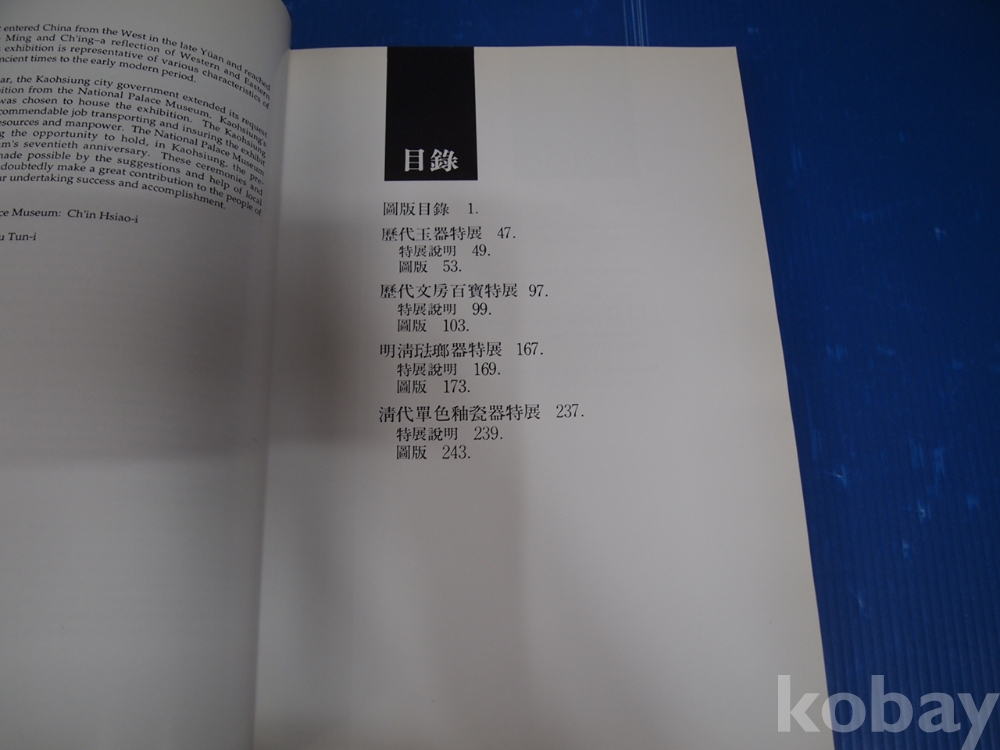 entered China from the West in the late Yüan and reached
Ming and Ch'ing–a reflection of Western and Eastern
exhibition is representative of various characteristics of
ncient times to the early modern period.
ar, the Kaohsiung city government extended its request
bition from the National Palace Museum. Kaohsiung's
was chosen to house the exhibition. The Kaohsiung
commendable job transporting and insuring the exhibit
esources and manpower. The National Palace Museum
ng the opportunity to hold, in Kaohsiung, the pre-
m's seventieth anniversary. These ceremonies and
made possible by the suggestions and help of local
doubtedly make a great contribution to the people of
ur undertaking success and accomplishment.
ce Museum: Ch'in Hsiao-i
u Tun-i
目錄
圖版目錄 1.
歷代玉器特展 47.
特展說明 49.
圖版 53.
歷代文房百寶特展 97.
特展說明 99.
圖版 103.
明淸琺瑯器特展 167.
特展說明 169.
圖版 173.
淸代單色釉瓷器特展 237.
特展說明 239.
圖版 243.
kobay